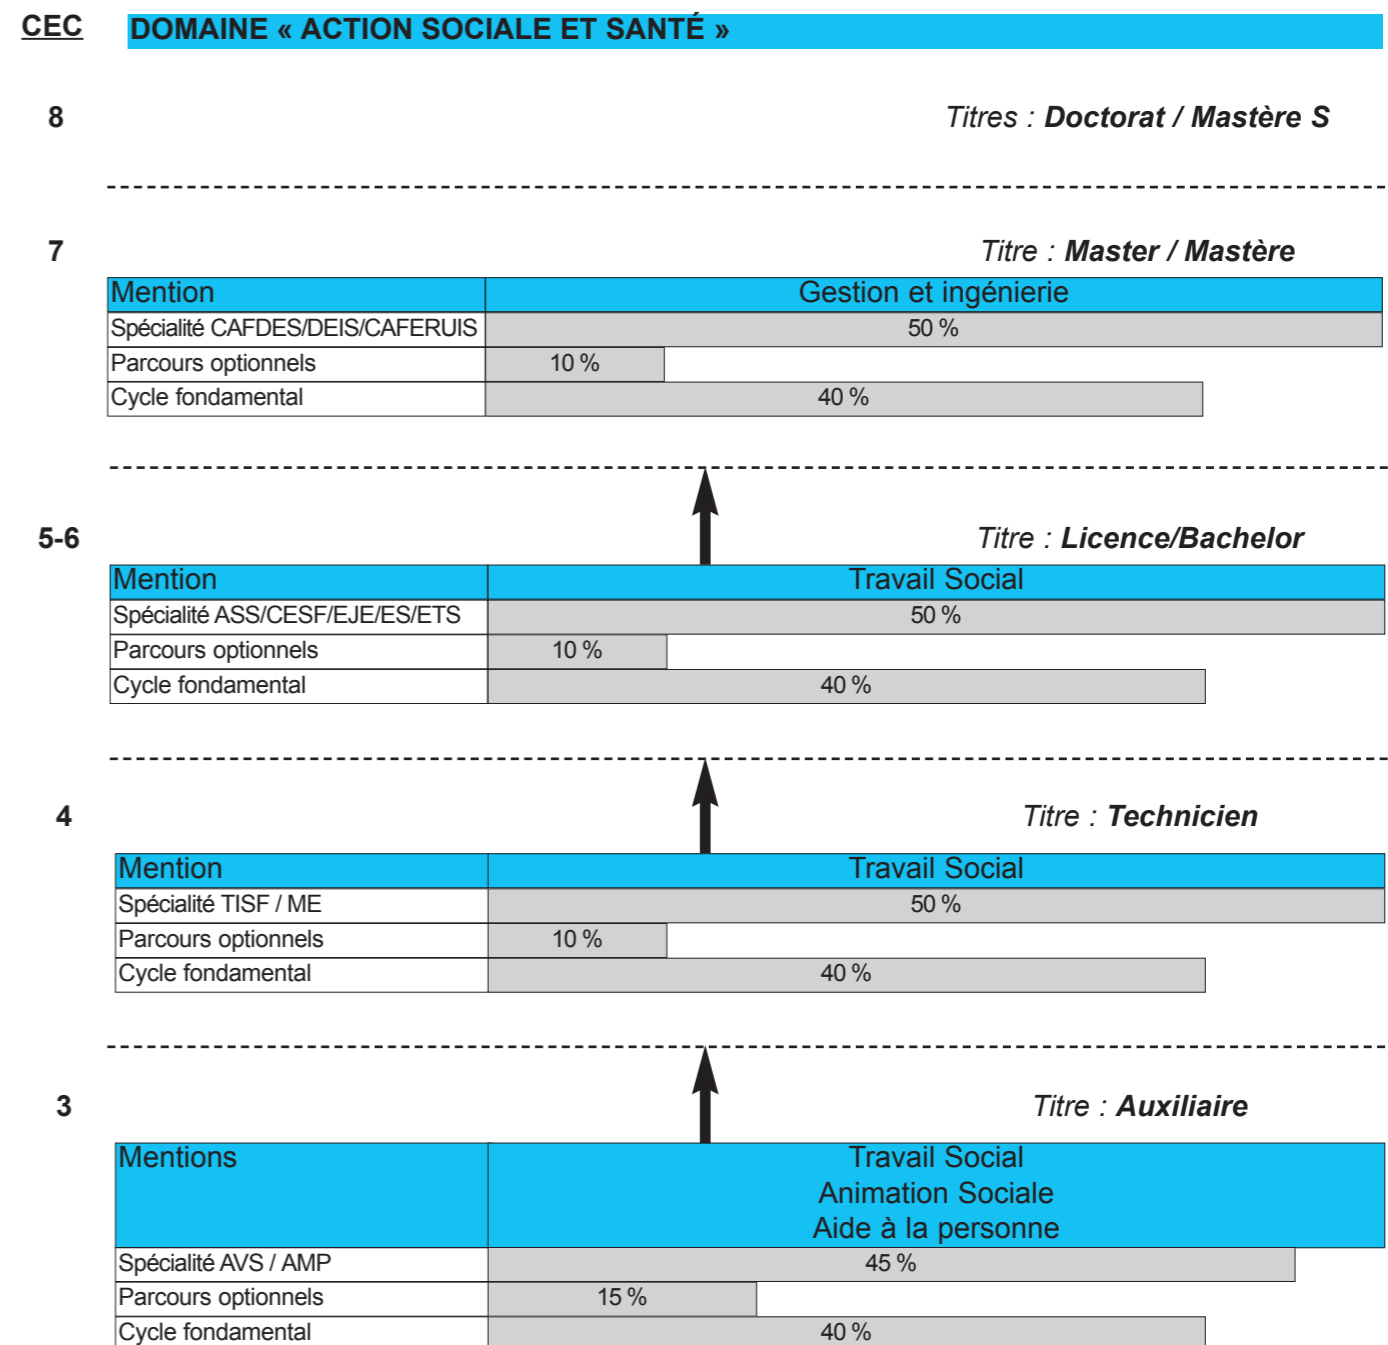 CEC DOMAINE « ACTION SOCIALE ET SANTÉ »
8 Titres : Doctorat / Mastère S
7 Titre : Master / Mastère
Mention Gestion et ingénierie
Spécialité CAFDES/DEIS/CAFERUIS 50 %
Parcours optionnels 10 %
Cycle fondamental 40 %
5-6 Titre : Licence/Bachelor
Mention Travail Social
Spécialité ASS/CESF/EJE/ES/ETS 50 %
Parcours optionnels 10 %
Cycle fondamental 40 %
4 Titre : Technicien
Mention Travail Social
Spécialité TISF / ME 50 %
Parcours optionnels 10 %
Cycle fondamental 40 %
3 Titre : Auxiliaire
Mentions Travail Social
Animation Sociale
Aide à la personne
Spécialité AVS / AMP 45 %
Parcours optionnels 15 %
Cycle fondamental 40 %